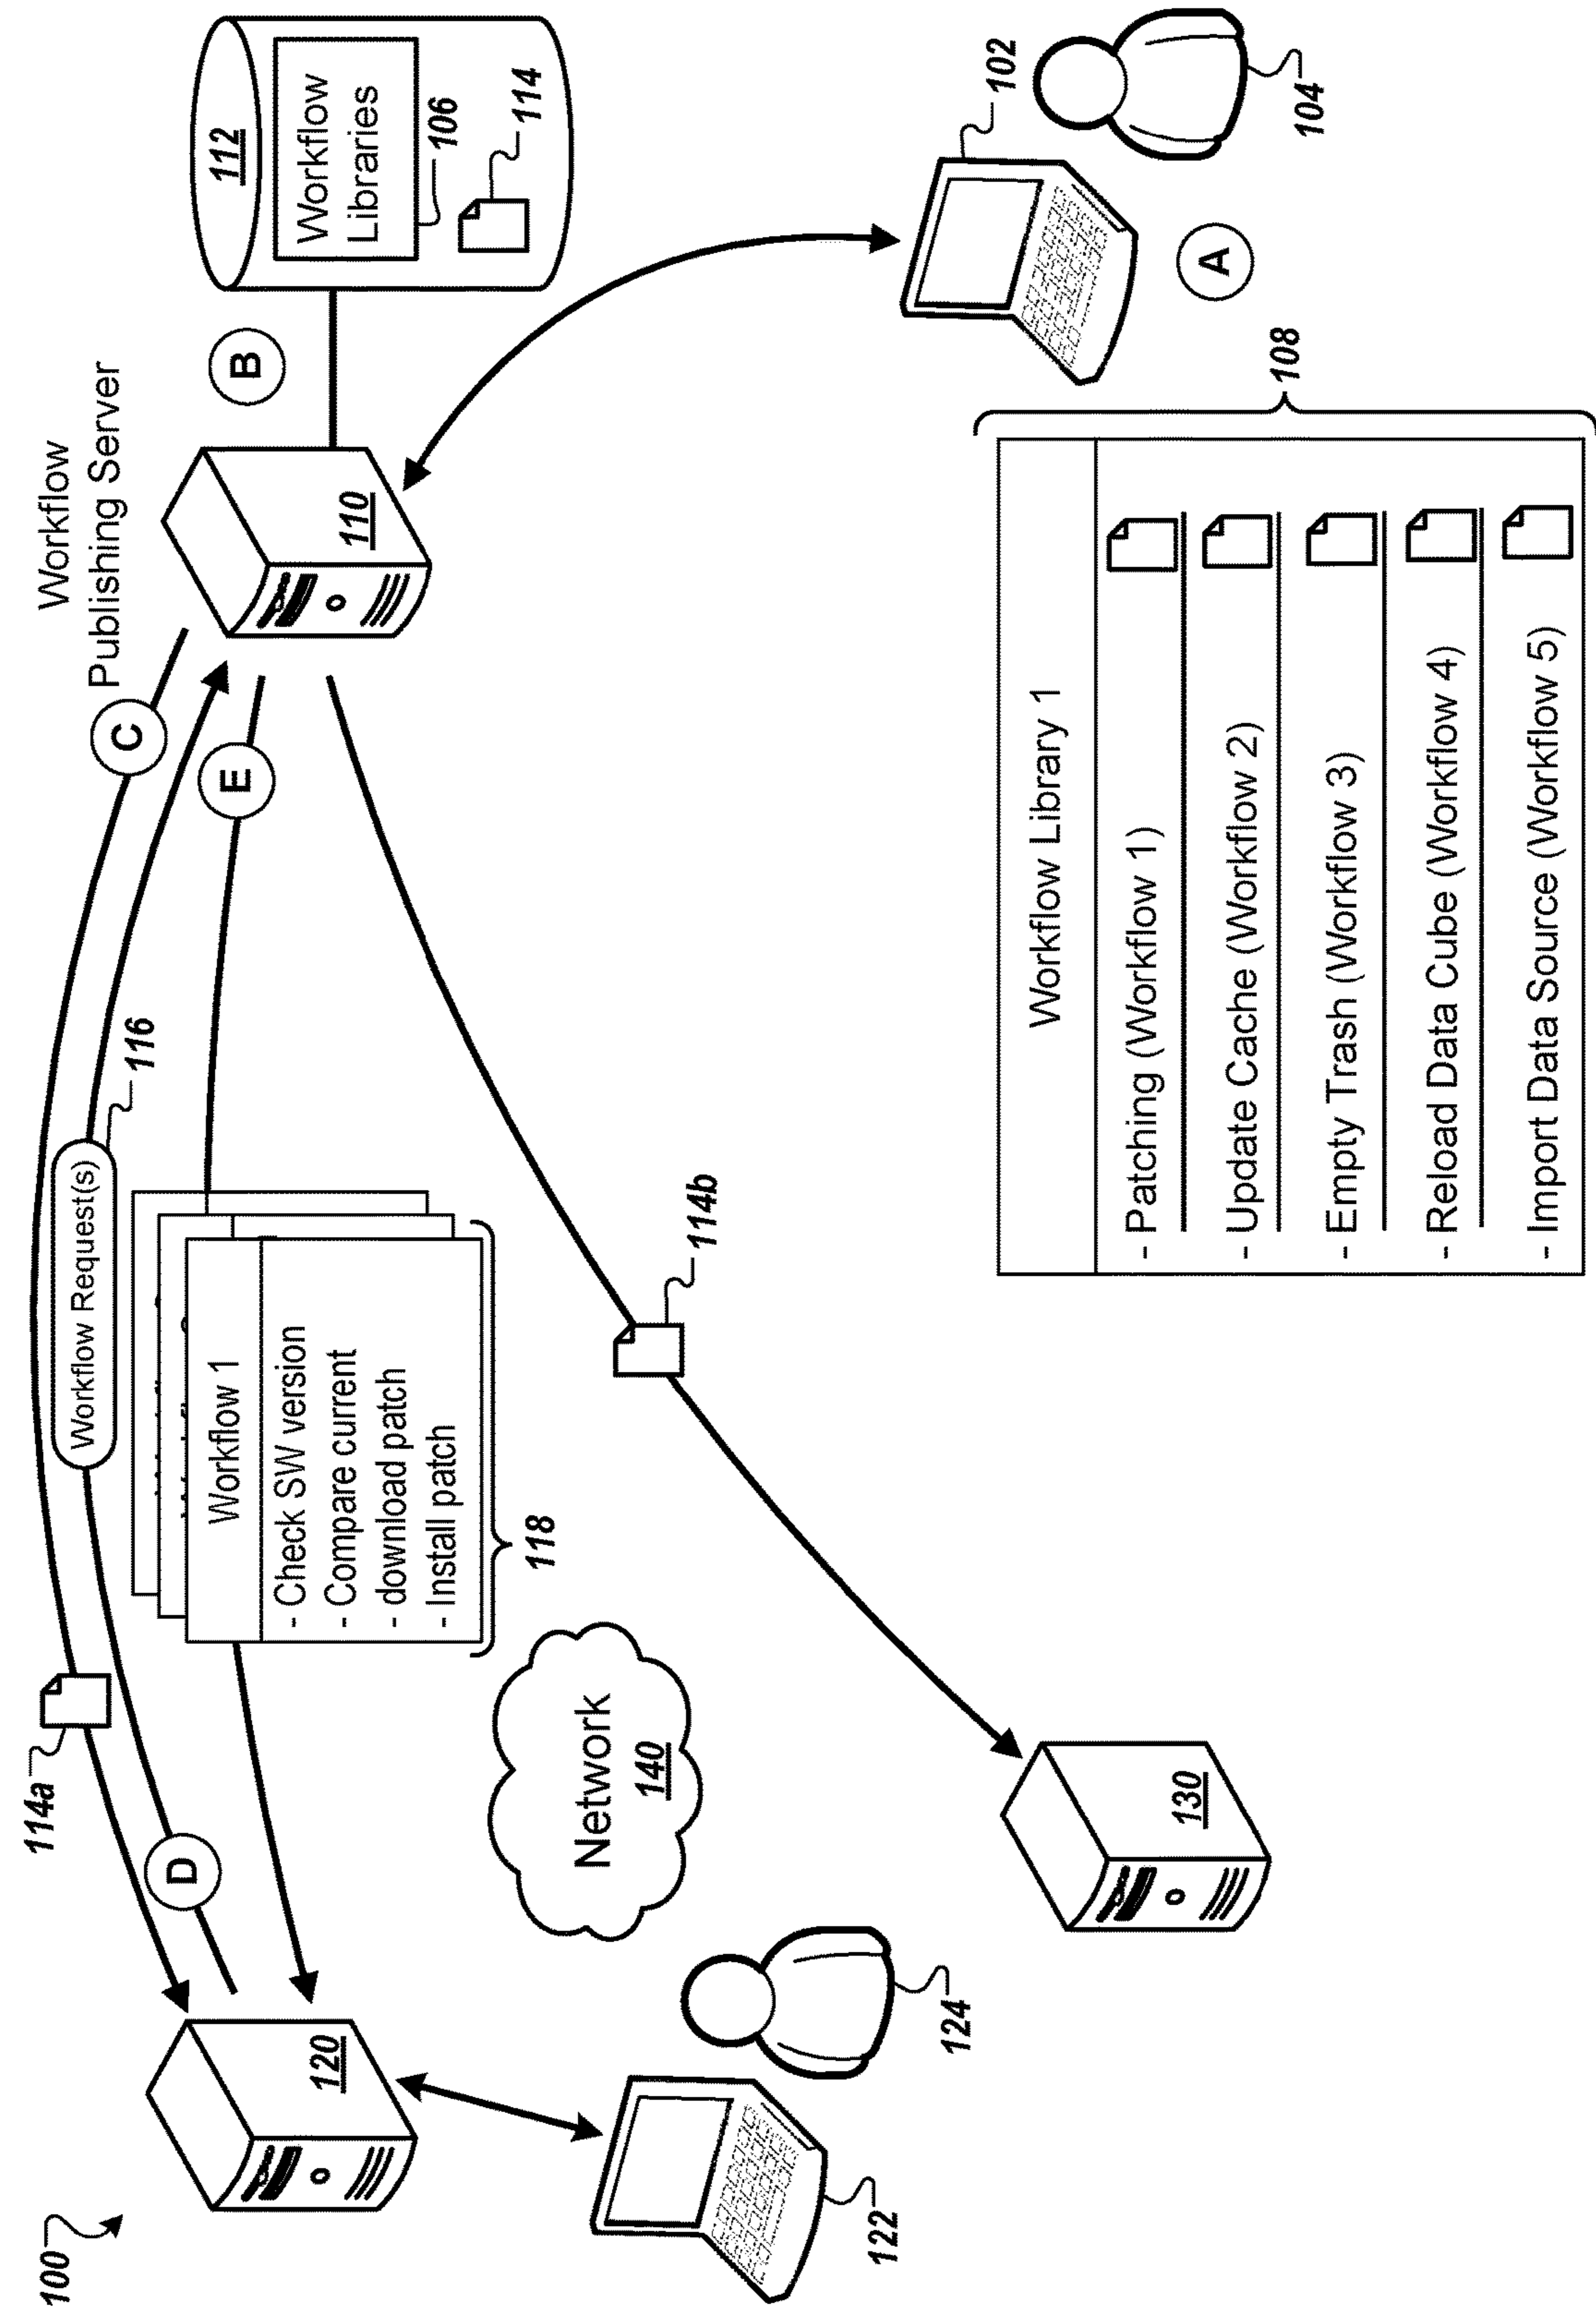 100
114a
Workflow Request(s)
116
C
Workflow
Publishing Server
D
E
B
112
Workflow
Libraries
106
114
120
110
Workflow 1
- Check SW version
- Compare current
- download patch
- Install patch
118
Network
140
114b
122
124
130
102
104
A
108
Workflow Library 1
- Patching (Workflow 1)
- Update Cache (Workflow 2)
- Empty Trash (Workflow 3)
- Reload Data Cube (Workflow 4)
- Import Data Source (Workflow 5)